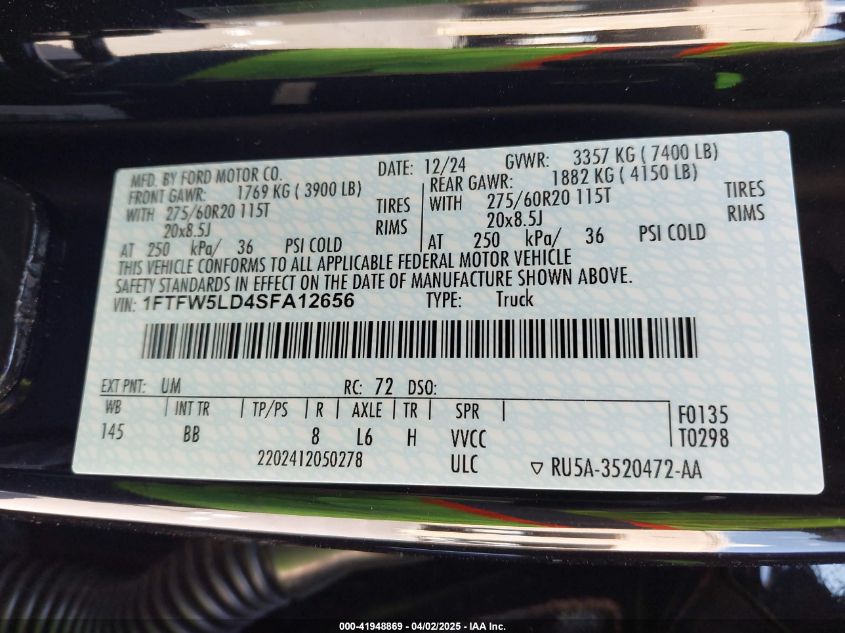 MFD. BY FORD MOTOR CO. DATE: 12/24 GVWR: 3357 KG ( 7400 LB)
FRONT GAWR: 1769 KG ( 3900 LB) REAR GAWR: 1882 KG ( 4150 LB)
WITH 275/60R20 115T TIRES WITH 275/60R20 115T TIRES
20x8.5J RIMS 20x8.5J RIMS
AT 250 kPa/ 36 PSI COLD AT 250 kPa/ 36 PSI COLD
THIS VEHICLE CONFORMS TO ALL APPLICABLE FEDERAL MOTOR VEHICLE
SAFETY STANDARDS IN EFFECT ON THE DATE OF MANUFACTURE SHOWN ABOVE.
VIN: 1FTFW5LD4SFA12656 TYPE: Truck
EXT PNT: UM RC: 72 DSO:
WB INT TR TP/PS R AXLE TR SPR F0135
145 BB 8 L6 H VVCC T0298
2202412050278 ULC ▽ RU5A-3520472-AA
000-41948869 - 04/02/2025 - IAA Inc.